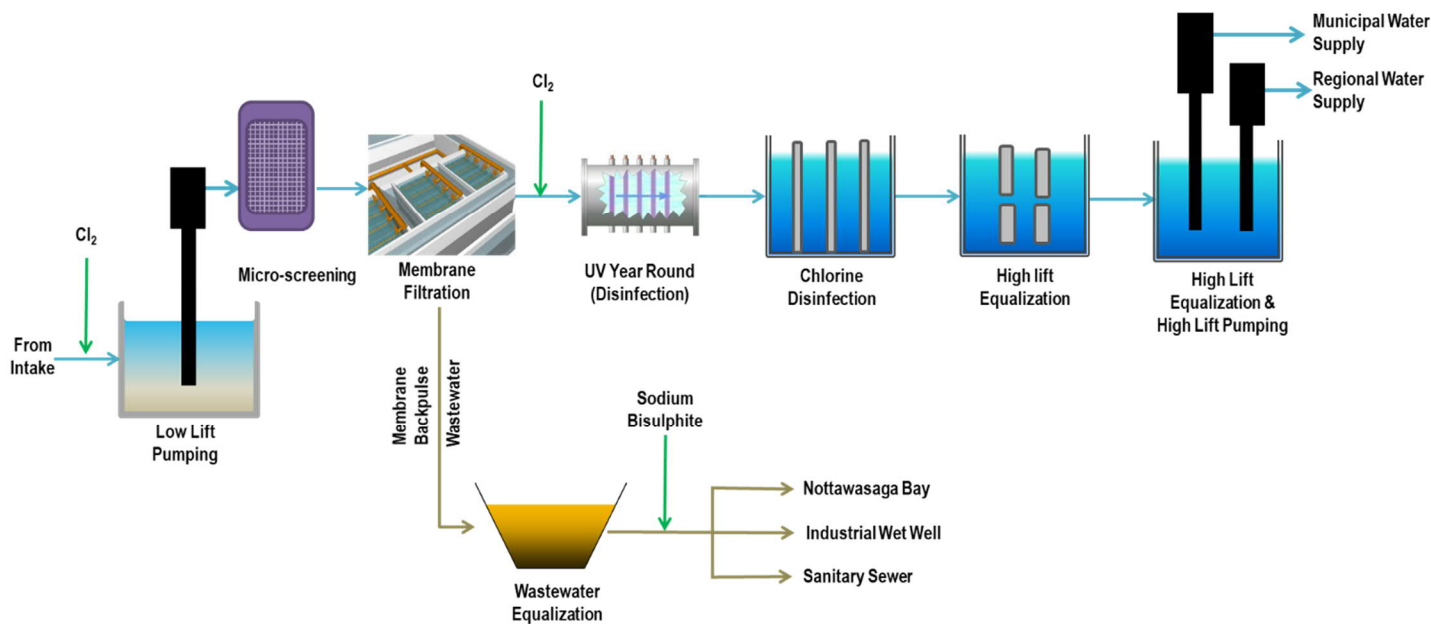 Municipal Water
Supply
Regional Water
Supply
Cl₂
Cl₂
Micro-screening
Membrane
Filtration
UV Year Round
(Disinfection)
Chlorine
Disinfection
High lift
Equalization
High Lift
Equalization &
High Lift Pumping
From
Intake
Low Lift
Pumping
Membrane
Backpulse
Wastewater
Sodium
Bisulphite
Nottawasaga Bay
Industrial Wet Well
Sanitary Sewer
Wastewater
Equalization